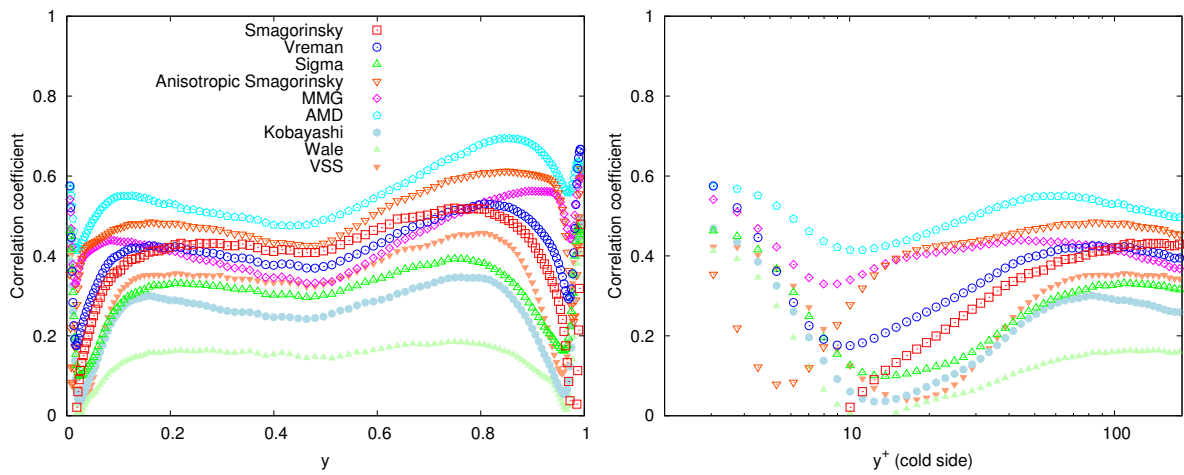 Correlation coefficient
1
0.8
0.6
0.4
0.2
0
0 0.2 0.4 0.6 0.8 1
y
Smagorinsky
Vreman
Sigma
Anisotropic Smagorinsky
MMG
AMD
Kobayashi
Wale
VSS
Correlation coefficient
1
0.8
0.6
0.4
0.2
0
10 100
y⁺ (cold side)